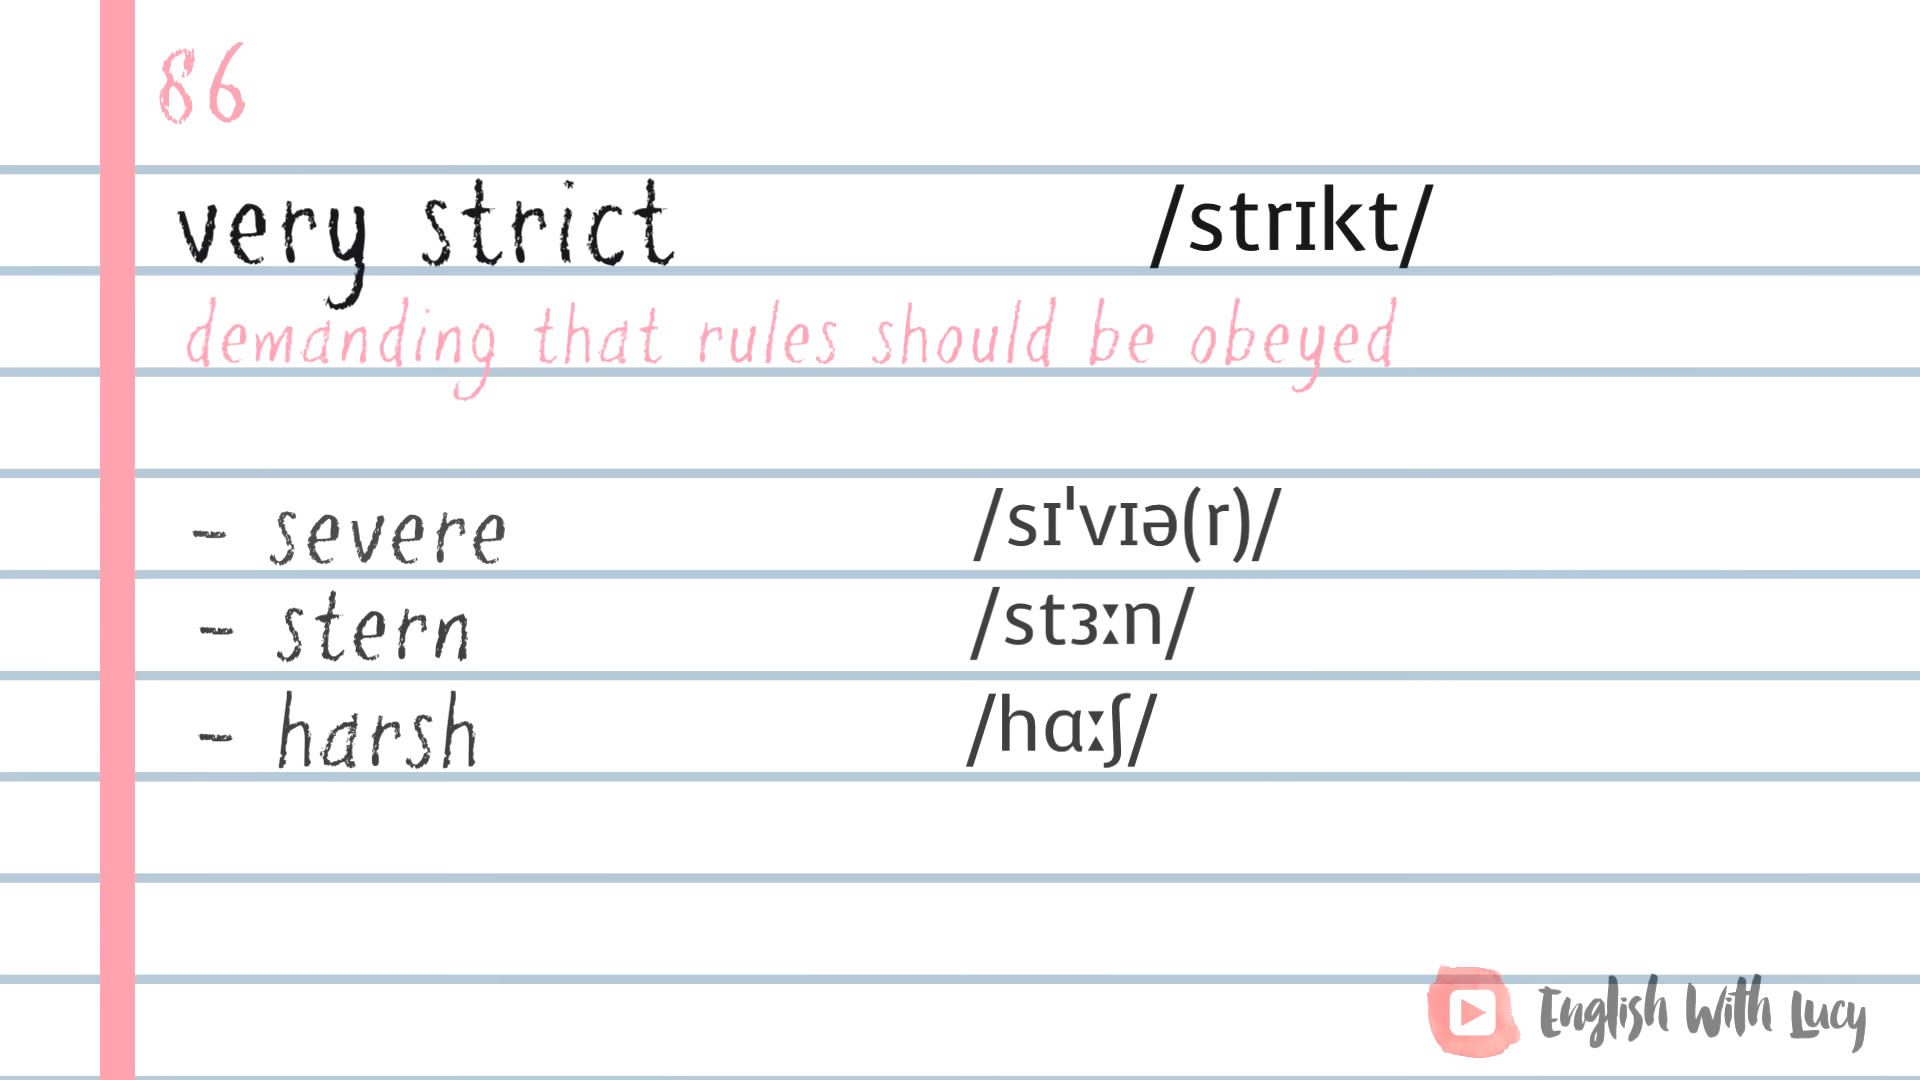 86
very strict /strɪkt/
demanding that rules should be obeyed
- severe /sɪˈvɪə(r)/
- stern /stɜːn/
- harsh /hɑːʃ/
English With Lucy